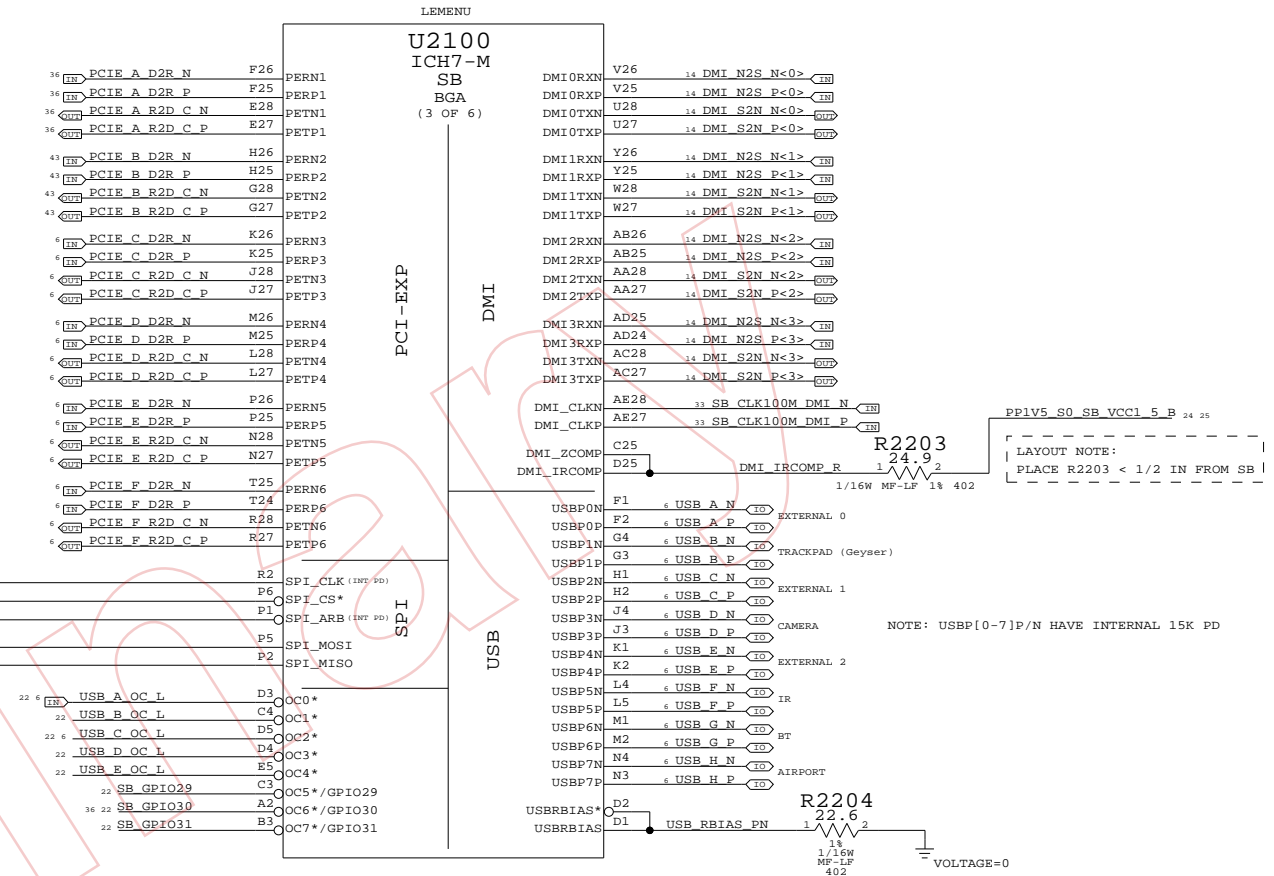 LEMENU
U2100
ICH7-M
SB
BGA
(3 OF 6)
36 IN PCIE_A_D2R_N F26 PERN1
36 IN PCIE_A_D2R_P F25 PERP1
36 OUT PCIE_A_R2D_C_N E28 PETN1
36 OUT PCIE_A_R2D_C_P E27 PETP1
43 IN PCIE_B_D2R_N H26 PERN2
43 IN PCIE_B_D2R_P H25 PERP2
43 OUT PCIE_B_R2D_C_N G28 PETN2
43 OUT PCIE_B_R2D_C_P G27 PETP2
6 IN PCIE_C_D2R_N K26 PERN3
6 IN PCIE_C_D2R_P K25 PERP3
6 OUT PCIE_C_R2D_C_N J28 PETN3
6 OUT PCIE_C_R2D_C_P J27 PETP3
6 IN PCIE_D_D2R_N M26 PERN4
6 IN PCIE_D_D2R_P M25 PERP4
6 OUT PCIE_D_R2D_C_N L28 PETN4
6 OUT PCIE_D_R2D_C_P L27 PETP4
6 IN PCIE_E_D2R_N P26 PERN5
6 IN PCIE_E_D2R_P P25 PERP5
6 OUT PCIE_E_R2D_C_N N28 PETN5
6 OUT PCIE_E_R2D_C_P N27 PETP5
6 IN PCIE_F_D2R_N T25 PERN6
6 IN PCIE_F_D2R_P T24 PERP6
6 OUT PCIE_F_R2D_C_N R28 PETN6
6 OUT PCIE_F_R2D_C_P R27 PETP6
R2 SPI_CLK (INT PD)
P6 SPI_CS*
P1 SPI_ARB (INT PD)
P5 SPI_MOSI
P2 SPI_MISO
22 6 IN USB_A_OC_L D3 OC0*
22 USB_B_OC_L C4 OC1*
22 6 USB_C_OC_L D5 OC2*
22 USB_D_OC_L D4 OC3*
22 USB_E_OC_L E5 OC4*
22 SB_GPIO29 C3 OC5*/GPIO29
36 22 SB_GPIO30 A2 OC6*/GPIO30
22 SB_GPIO31 B3 OC7*/GPIO31
PCI-EXP
DMI
SPI
USB
DMI0RXN V26 14 DMI_N2S_N<0> IN
DMI0RXP V25 14 DMI_N2S_P<0> IN
DMI0TXN U28 14 DMI_S2N_N<0> OUT
DMI0TXP U27 14 DMI_S2N_P<0> OUT
DMI1RXN Y26 14 DMI_N2S_N<1> IN
DMI1RXP Y25 14 DMI_N2S_P<1> IN
DMI1TXN W28 14 DMI_S2N_N<1> OUT
DMI1TXP W27 14 DMI_S2N_P<1> OUT
DMI2RXN AB26 14 DMI_N2S_N<2> IN
DMI2RXP AB25 14 DMI_N2S_P<2> IN
DMI2TXN AA28 14 DMI_S2N_N<2> OUT
DMI2TXP AA27 14 DMI_S2N_P<2> OUT
DMI3RXN AD25 14 DMI_N2S_N<3> IN
DMI3RXP AD24 14 DMI_N2S_P<3> IN
DMI3TXN AC28 14 DMI_S2N_N<3> OUT
DMI3TXP AC27 14 DMI_S2N_P<3> OUT
DMI_CLKN AE28 33 SB_CLK100M_DMI_N IN
DMI_CLKP AE27 33 SB_CLK100M_DMI_P IN
DMI_ZCOMP C25
DMI_IRCOMP D25 DMI_IRCOMP_R
R2203
24.9
1 2
1/16W MF-LF 1% 402
PP1V5_S0_SB_VCC1_5_B 24 25
LAYOUT NOTE:
PLACE R2203 < 1/2 IN FROM SB
USBP0N F1 6 USB_A_N IO
EXTERNAL 0
USBP0P F2 6 USB_A_P IO
USBP1N G4 6 USB_B_N IO
TRACKPAD (Geyser)
USBP1P G3 6 USB_B_P IO
USBP2N H1 6 USB_C_N IO
EXTERNAL 1
USBP2P H2 6 USB_C_P IO
USBP3N J4 6 USB_D_N IO
CAMERA
USBP3P J3 6 USB_D_P IO
USBP4N K1 6 USB_E_N IO
EXTERNAL 2
USBP4P K2 6 USB_E_P IO
USBP5N L4 6 USB_F_N IO
IR
USBP5P L5 6 USB_F_P IO
USBP6N M1 6 USB_G_N IO
BT
USBP6P M2 6 USB_G_P IO
USBP7N N4 6 USB_H_N IO
AIRPORT
USBP7P N3 6 USB_H_P IO
NOTE: USBP[0-7]P/N HAVE INTERNAL 15K PD
USBRBIAS* D2
USBRBIAS D1 USB_RBIAS_PN
R2204
22.6
1 2
1%
1/16W
MF-LF
402
VOLTAGE=0
nary